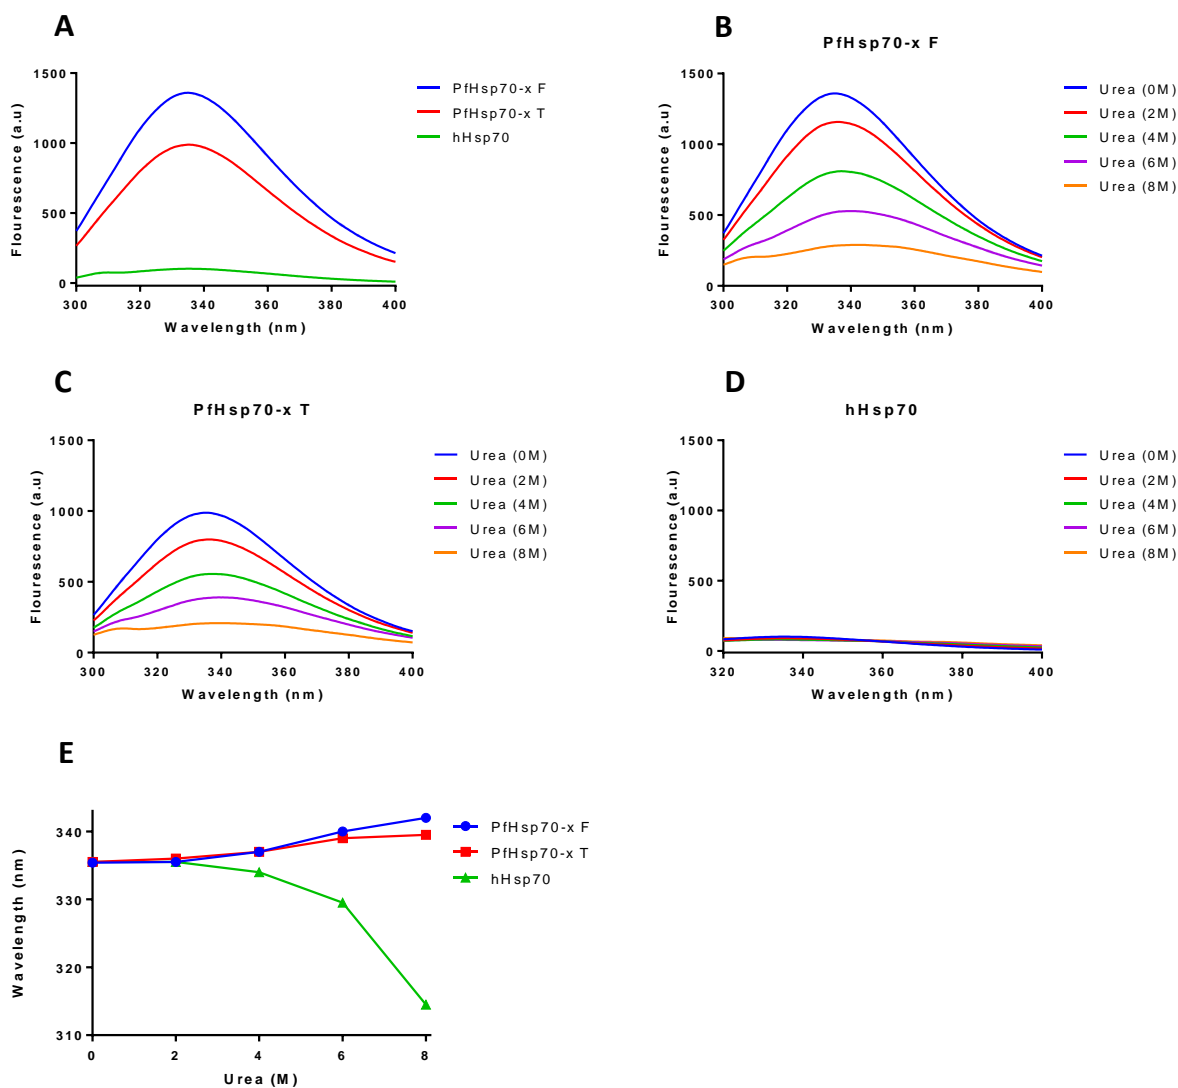 A
1500
1000
500
0
300 320 340 360 380 400
Wavelength (nm)
Flourescence (a.u)
PfHsp70-x F
PfHsp70-x T
hHsp70
B
PfHsp70-x F
1500
1000
500
0
300 320 340 360 380 400
Wavelength (nm)
Flourescence (a.u)
Urea (0M)
Urea (2M)
Urea (4M)
Urea (6M)
Urea (8M)
C
PfHsp70-x T
1500
1000
500
0
300 320 340 360 380 400
Wavelength (nm)
Flourescence (a.u)
Urea (0M)
Urea (2M)
Urea (4M)
Urea (6M)
Urea (8M)
D
hHsp70
1500
1000
500
0
320 340 360 380 400
Wavelength (nm)
Flourescence (a.u)
Urea (0M)
Urea (2M)
Urea (4M)
Urea (6M)
Urea (8M)
E
340
330
320
310
0 2 4 6 8
Urea (M)
Wavelength (nm)
PfHsp70-x F
PfHsp70-x T
hHsp70